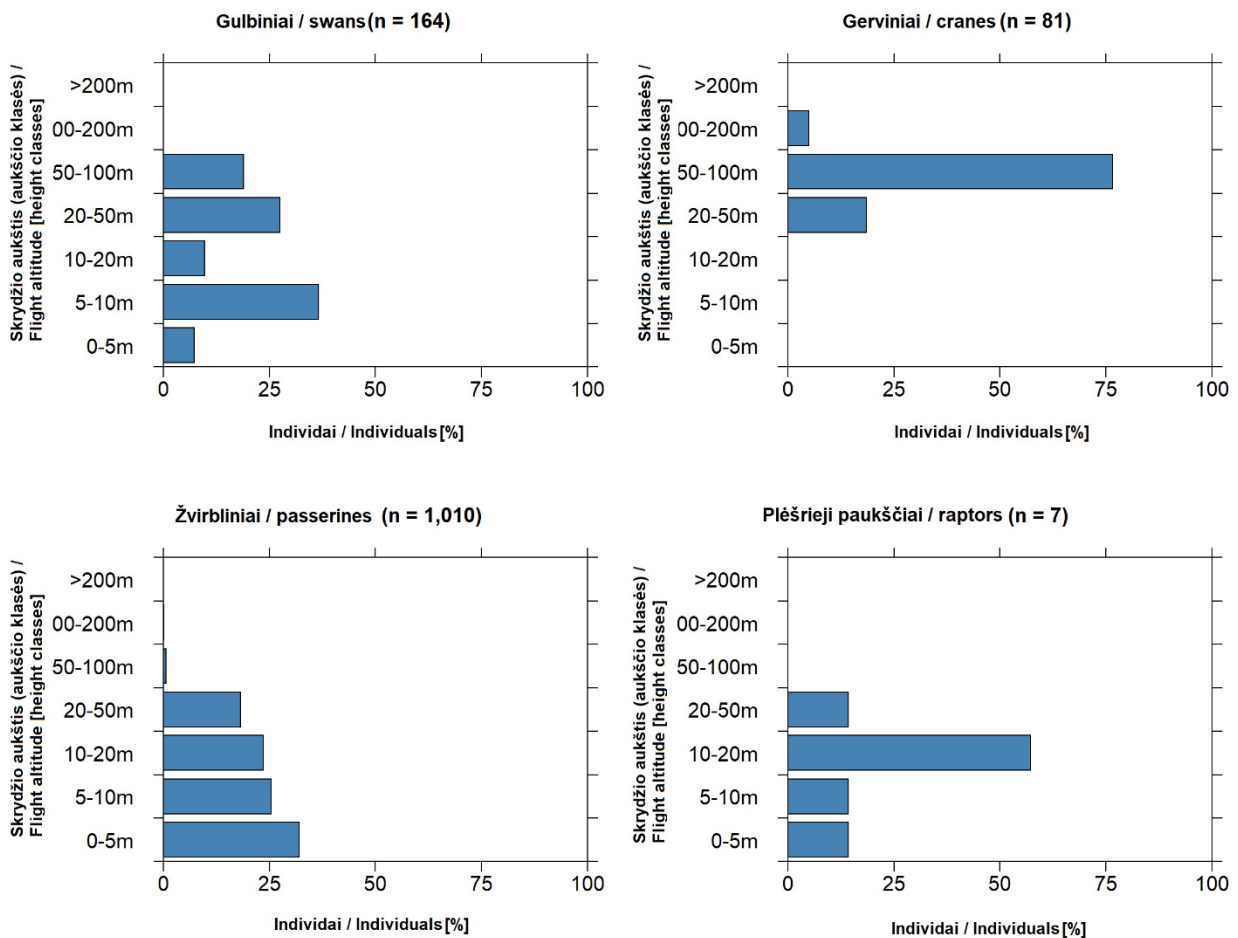 Gulbiniai / swans (n = 164)
Skrydžio aukštis (aukščio klasės) /
Flight altitude [height classes]
>200m
00-200m
50-100m
20-50m
10-20m
5-10m
0-5m
0 25 50 75 100
Individai / Individuals [%]
Gerviniai / cranes (n = 81)
Skrydžio aukštis (aukščio klasės) /
Flight altitude [height classes]
>200m
00-200m
50-100m
20-50m
10-20m
5-10m
0-5m
0 25 50 75 100
Individai / Individuals [%]
Žvirbliniai / passerines (n = 1,010)
Skrydžio aukštis (aukščio klasės) /
Flight altitude [height classes]
>200m
00-200m
50-100m
20-50m
10-20m
5-10m
0-5m
0 25 50 75 100
Individai / Individuals [%]
Plėšrieji paukščiai / raptors (n = 7)
Skrydžio aukštis (aukščio klasės) /
Flight altitude [height classes]
>200m
00-200m
50-100m
20-50m
10-20m
5-10m
0-5m
0 25 50 75 100
Individai / Individuals [%]